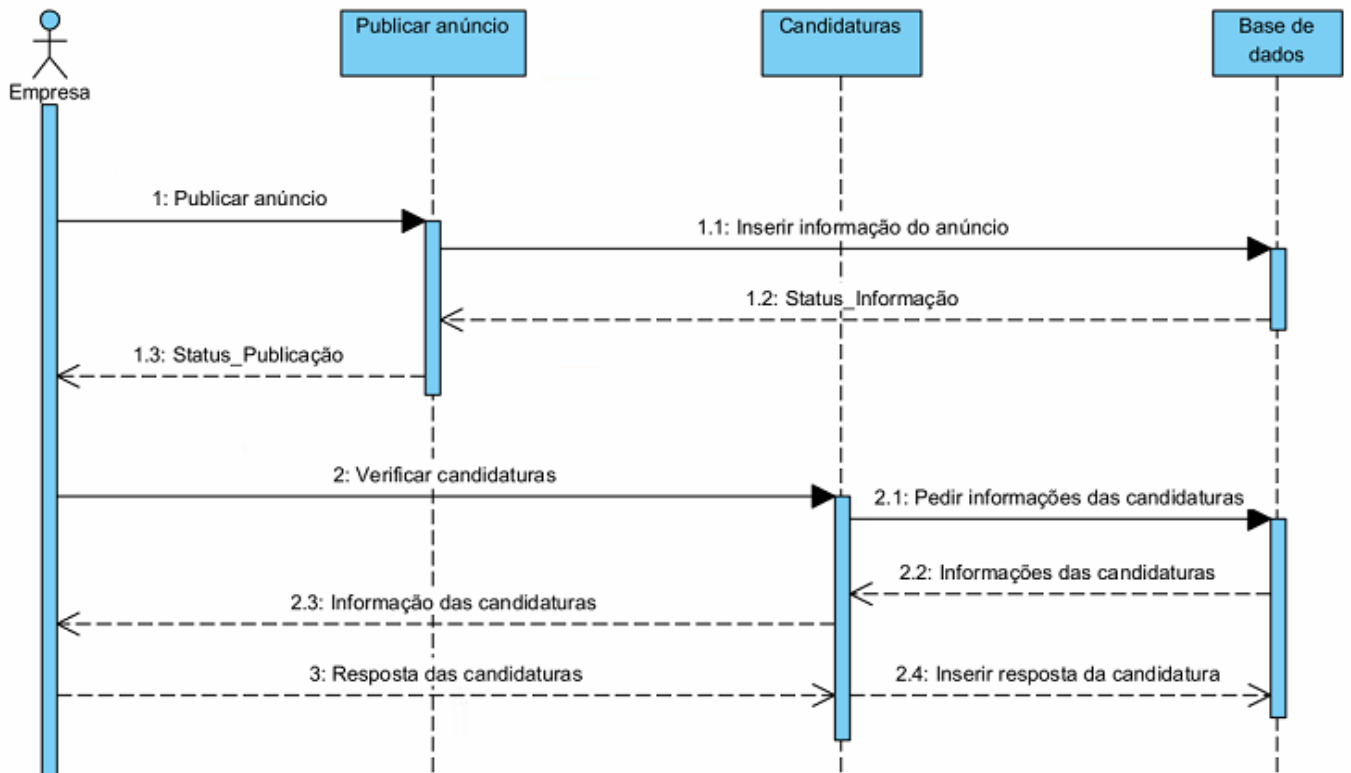 Empresa
Publicar anúncio
Candidaturas
Base de
dados
1: Publicar anúncio
1.1: Inserir informação do anúncio
1.2: Status_Informação
1.3: Status_Publicação
2: Verificar candidaturas
2.1: Pedir informações das candidaturas
2.2: Informações das candidaturas
2.3: Informação das candidaturas
3: Resposta das candidaturas
2.4: Inserir resposta da candidatura